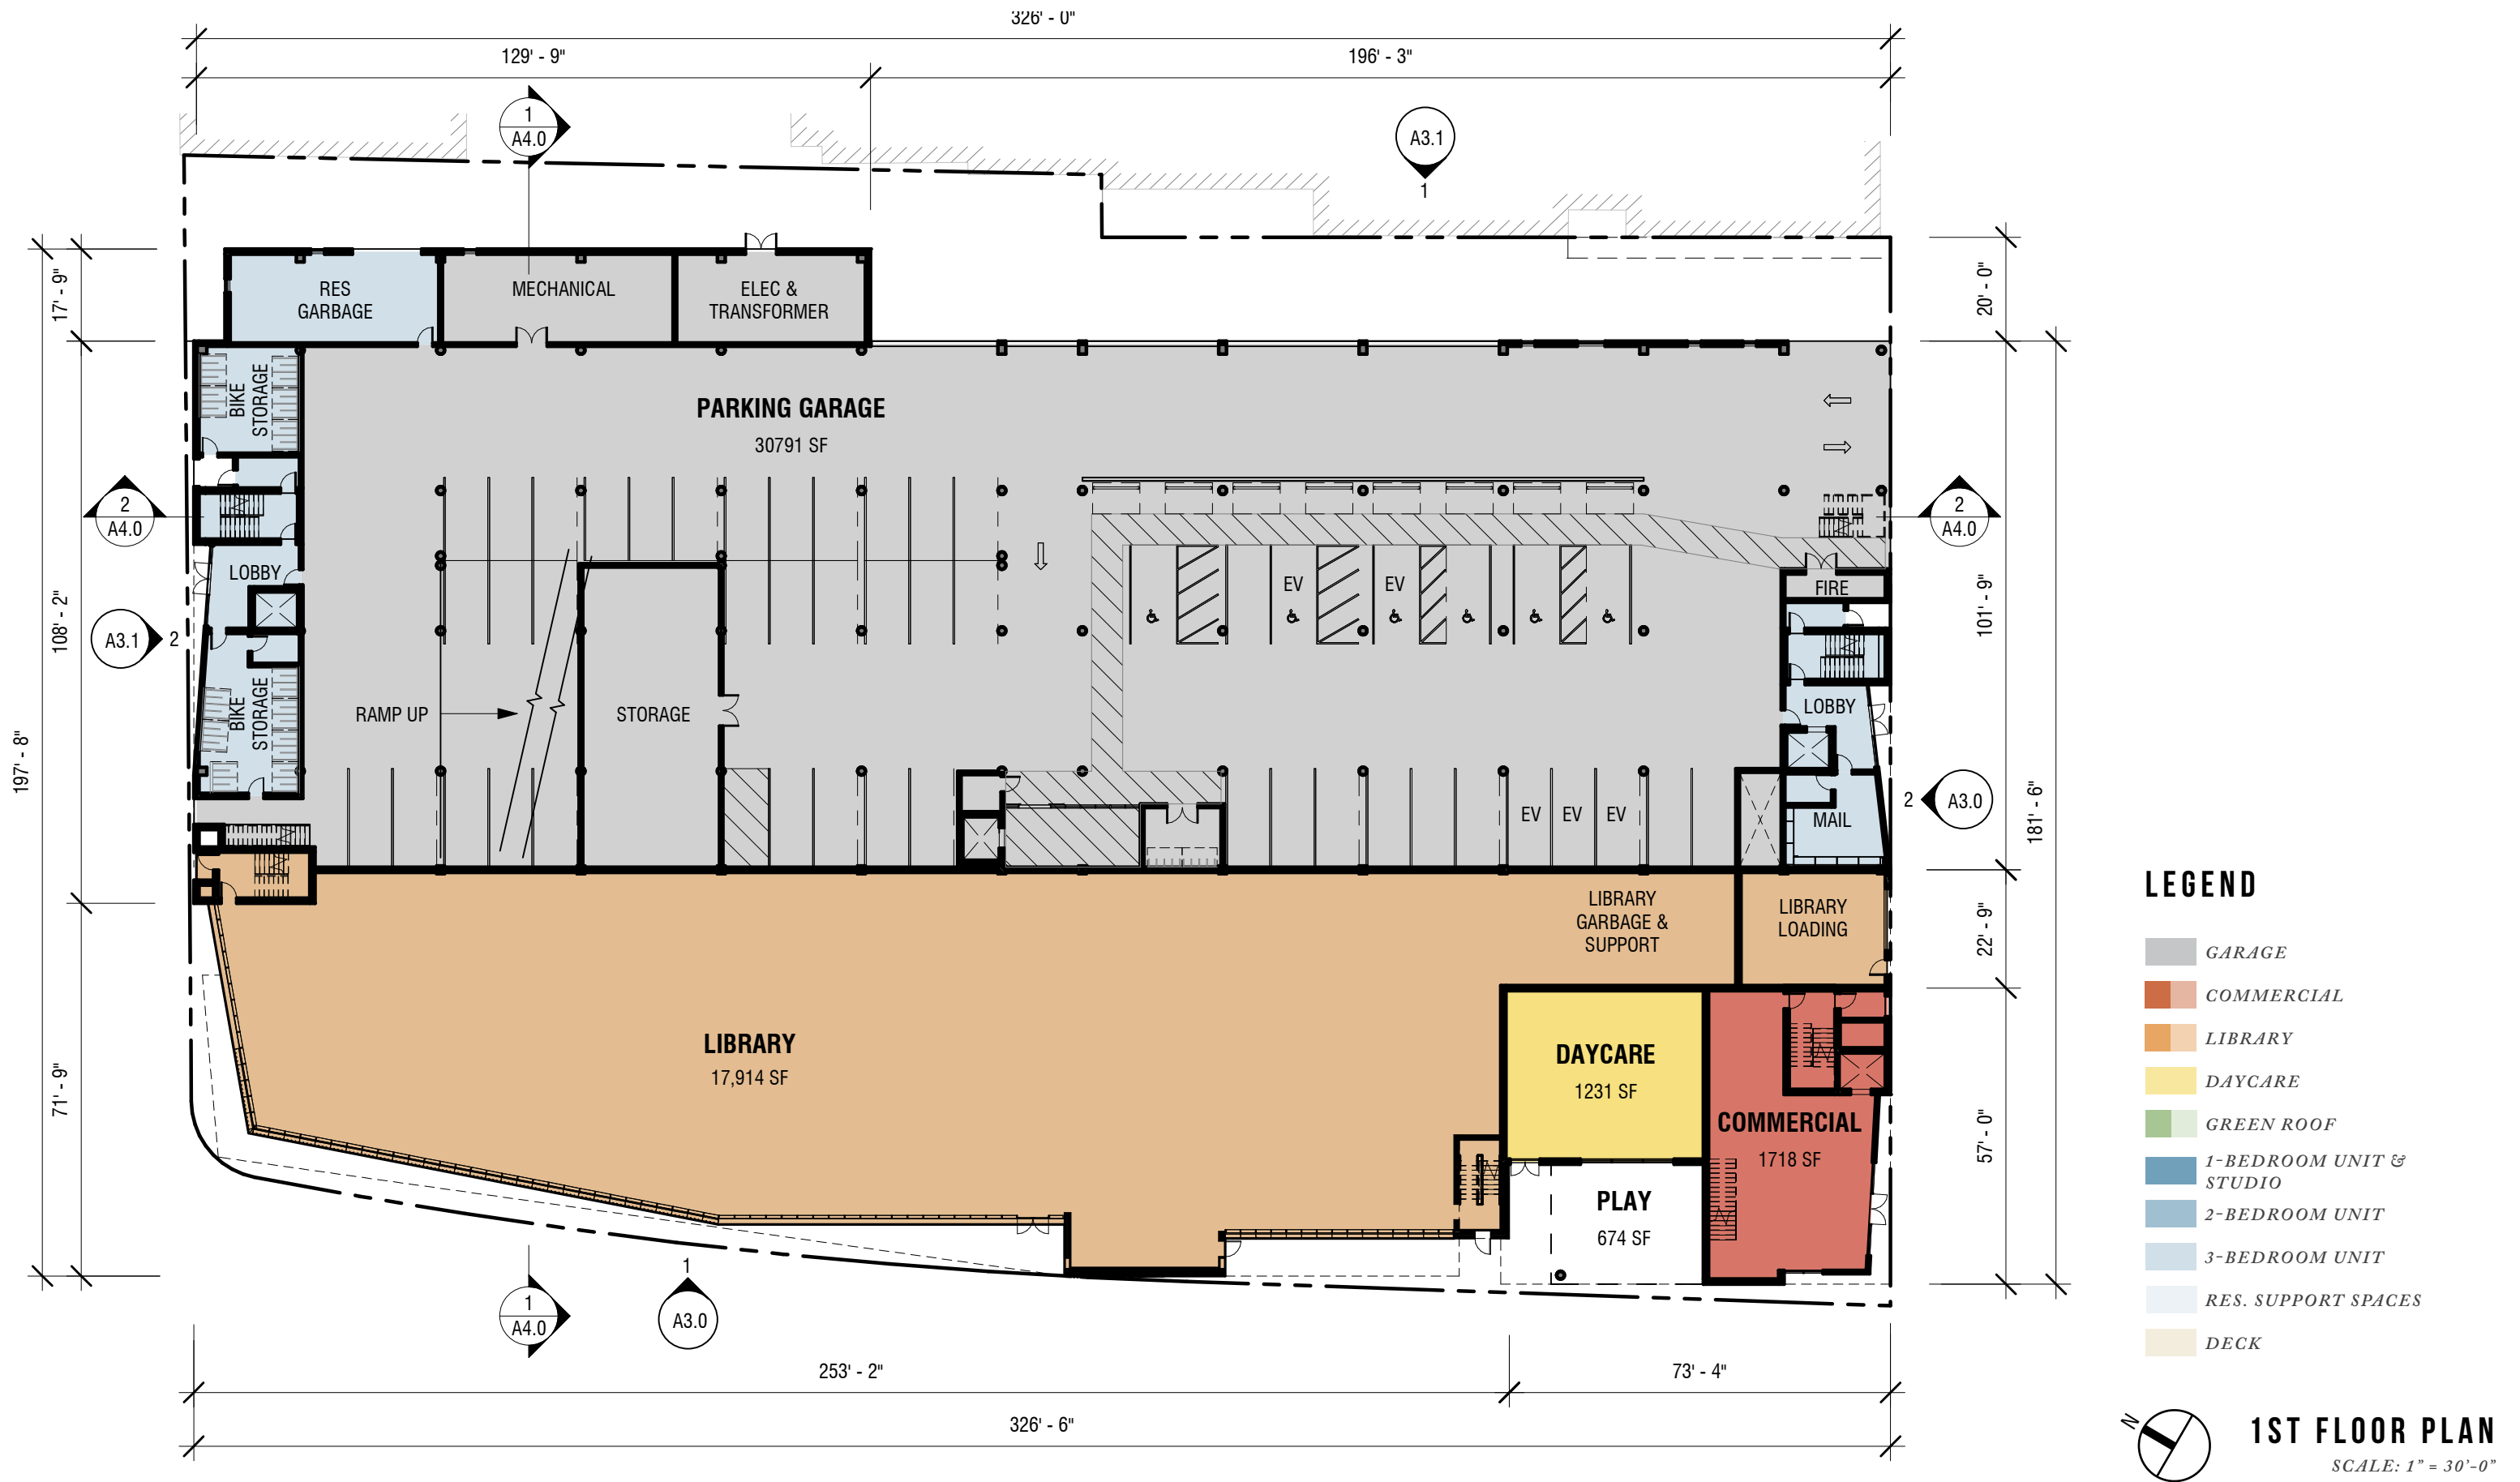 326' - 0"
129' - 9"
196' - 3"
1
A4.0
A3.1
1
17' - 9"
20' - 0"
RES
GARBAGE
MECHANICAL
ELEC &
TRANSFORMER
BIKE
STORAGE
PARKING GARAGE
30791 SF
2
A4.0
2
A4.0
LOBBY
EV
EV
FIRE
108' - 2"
101' - 9"
A3.1
2
197' - 8"
BIKE
STORAGE
RAMP UP
STORAGE
LOBBY
EV
EV
EV
MAIL
2
A3.0
181' - 6"
LIBRARY
GARBAGE &
SUPPORT
LIBRARY
LOADING
22' - 9"
71' - 9"
LIBRARY
17,914 SF
DAYCARE
1231 SF
COMMERCIAL
1718 SF
57' - 0"
PLAY
674 SF
1
A4.0
1
A3.0
253' - 2"
73' - 4"
326' - 6"
LEGEND
GARAGE
COMMERCIAL
LIBRARY
DAYCARE
GREEN ROOF
1-BEDROOM UNIT &
STUDIO
2-BEDROOM UNIT
3-BEDROOM UNIT
RES. SUPPORT SPACES
DECK
N
1ST FLOOR PLAN
SCALE: 1" = 30'-0"